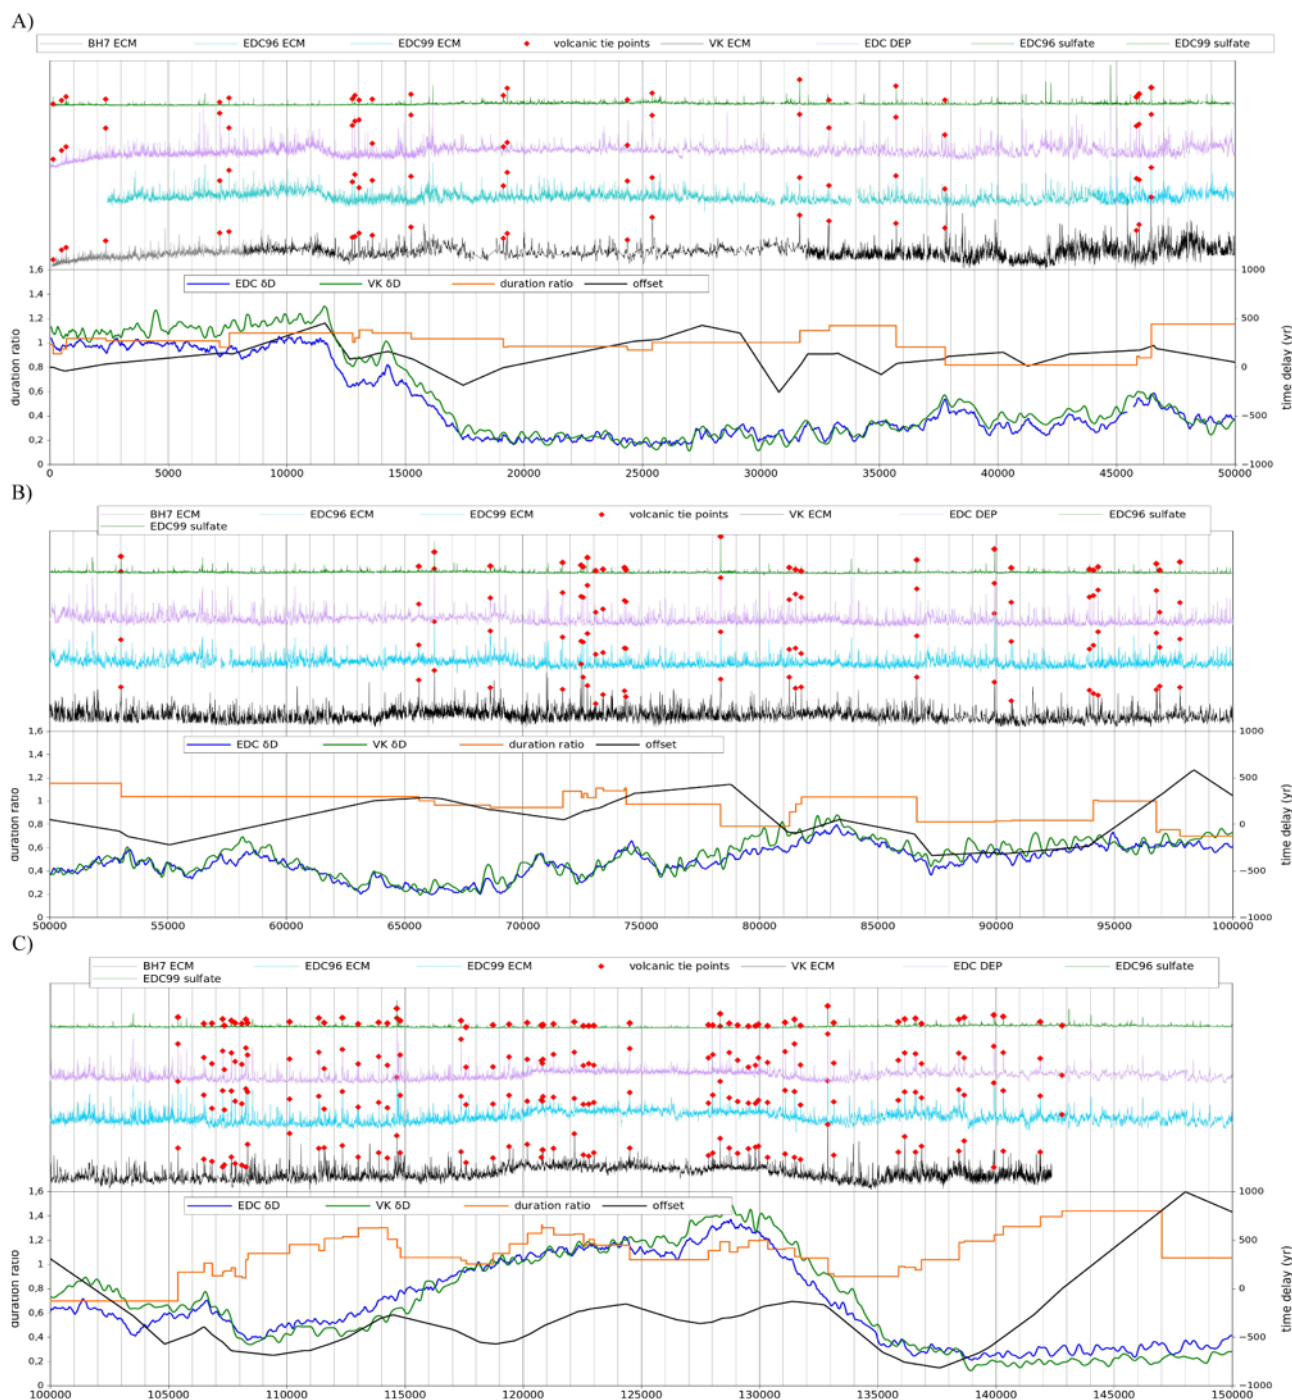 A)
BH7 ECM EDC96 ECM EDC99 ECM volcanic tie points VK ECM EDC DEP EDC96 sulfate EDC99 sulfate
1,6 1000
EDC δD VK δD duration ratio offset
1,4
1,2 500
1
0,8 0
0,6
0,4 −500
0,2
0 −1000
duration ratio
time delay (yr)
0 5000 10000 15000 20000 25000 30000 35000 40000 45000 50000
B)
BH7 ECM EDC96 ECM EDC99 ECM volcanic tie points VK ECM EDC DEP EDC96 sulfate
EDC99 sulfate
1,6 1000
EDC δD VK δD duration ratio offset
1,4
1,2 500
1
0,8 0
0,6
0,4 −500
0,2
0 −1000
duration ratio
time delay (yr)
50000 55000 60000 65000 70000 75000 80000 85000 90000 95000 100000
C)
BH7 ECM EDC96 ECM EDC99 ECM volcanic tie points VK ECM EDC DEP EDC96 sulfate
EDC99 sulfate
1,6 1000
EDC δD VK δD duration ratio offset
1,4
1,2 500
1
0,8 0
0,6
0,4 −500
0,2
0 −1000
duration ratio
time delay (yr)
100000 105000 110000 115000 120000 125000 130000 135000 140000 145000 150000